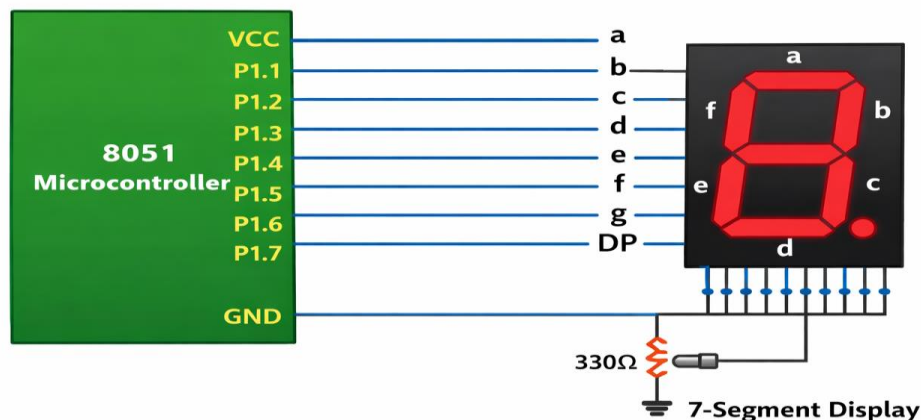 VCC a
P1.1 b
P1.2 c
P1.3 d
P1.4 e
P1.5 f
P1.6 g
P1.7 DP
GND
8051
Microcontroller
a
f b
e c
d
330Ω
7-Segment Display